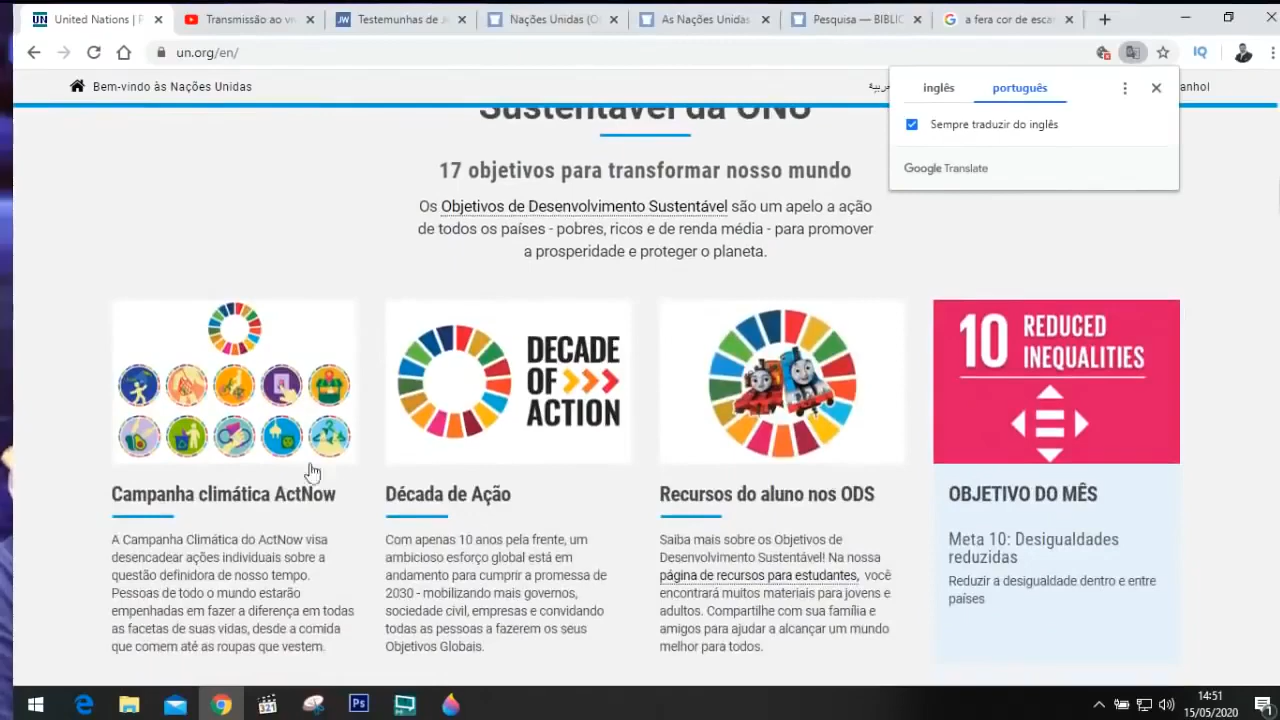 United Nations | P
Transmissão ao vi
Testemunhas de J
Nações Unidas (O
As Nações Unidas
Pesquisa — BIBLIO
a fera cor de escar
un.org/en/
IQ
Bem-vindo às Nações Unidas
anhol
inglês
português
Sempre traduzir do inglês
Google Translate
Sustentável da ONU
17 objetivos para transformar nosso mundo
Os Objetivos de Desenvolvimento Sustentável são um apelo a ação
de todos os países - pobres, ricos e de renda média - para promover
a prosperidade e proteger o planeta.
DECADE
OF
ACTION
10 REDUCED
INEQUALITIES
Campanha climática ActNow
A Campanha Climática do ActNow visa
desencadear ações individuais sobre a
questão definidora de nosso tempo.
Pessoas de todo o mundo estarão
empenhadas em fazer a diferença em todas
as facetas de suas vidas, desde a comida
que comem até as roupas que vestem.
Década de Ação
Com apenas 10 anos pela frente, um
ambicioso esforço global está em
andamento para cumprir a promessa de
2030 - mobilizando mais governos,
sociedade civil, empresas e convidando
todas as pessoas a fazerem os seus
Objetivos Globais.
Recursos do aluno nos ODS
Saiba mais sobre os Objetivos de
Desenvolvimento Sustentável! Na nossa
página de recursos para estudantes, você
encontrará muitos materiais para jovens e
adultos. Compartilhe com sua família e
amigos para ajudar a alcançar um mundo
melhor para todos.
OBJETIVO DO MÊS
Meta 10: Desigualdades
reduzidas
Reduzir a desigualdade dentro e entre
países
Ps
14:51
15/05/2020